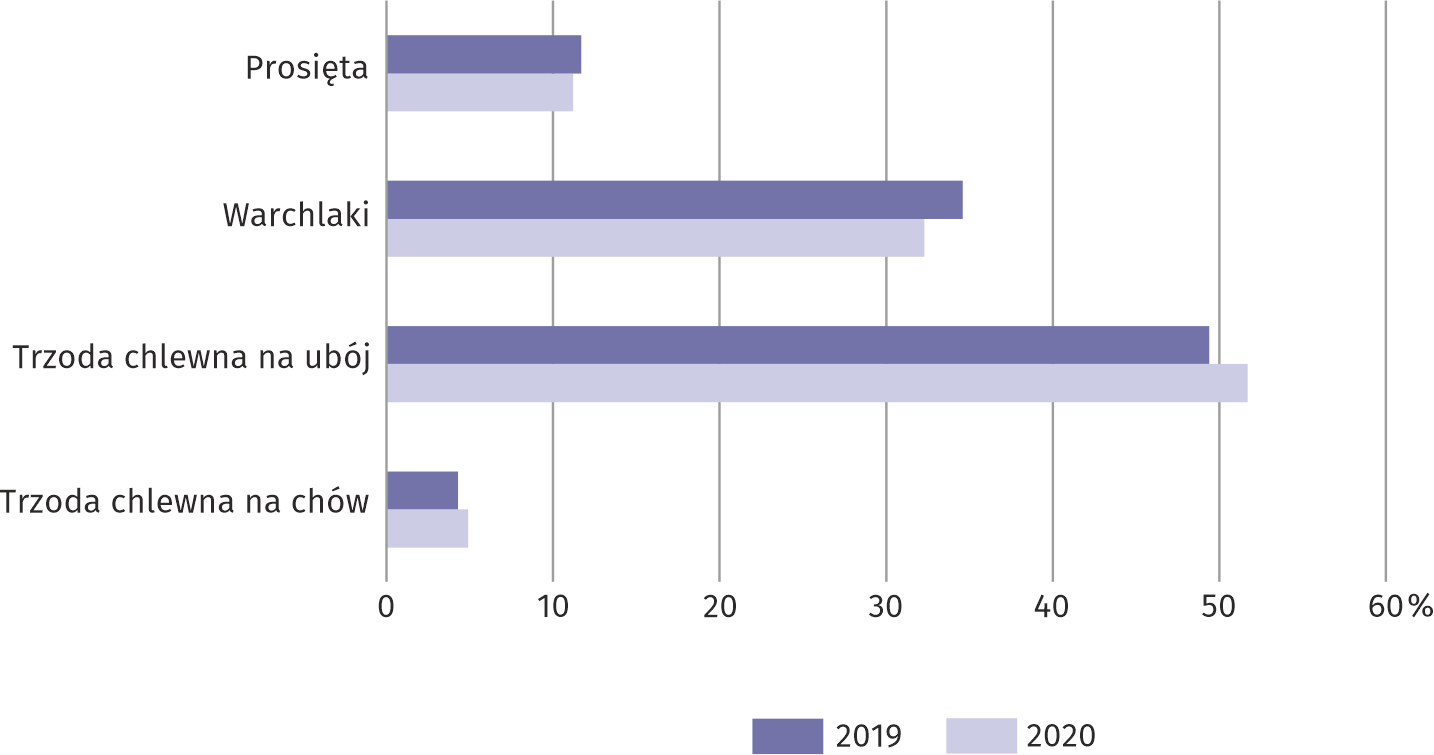 Prosięta
Warchlaki
Trzoda chlewna na ubój
Trzoda chlewna na chów
0 10 20 30 40 50 60 %
2019 2020